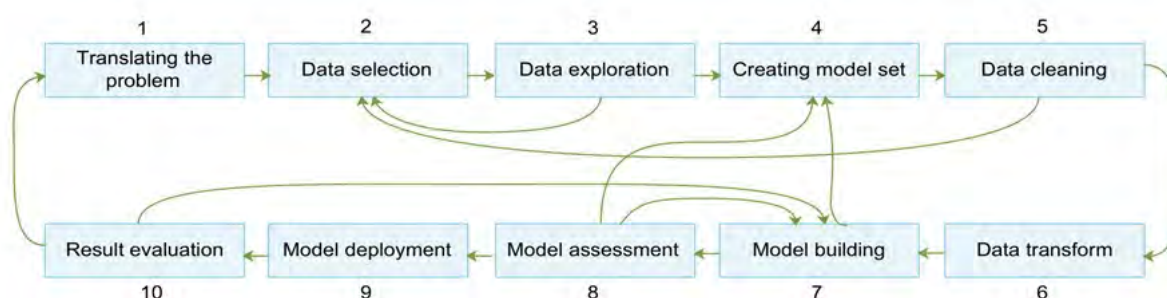 1 2 3 4 5
Translating the
problem
Data selection
Data exploration
Creating model set
Data cleaning
Result evaluation
Model deployment
Model assessment
Model building
Data transform
10 9 8 7 6